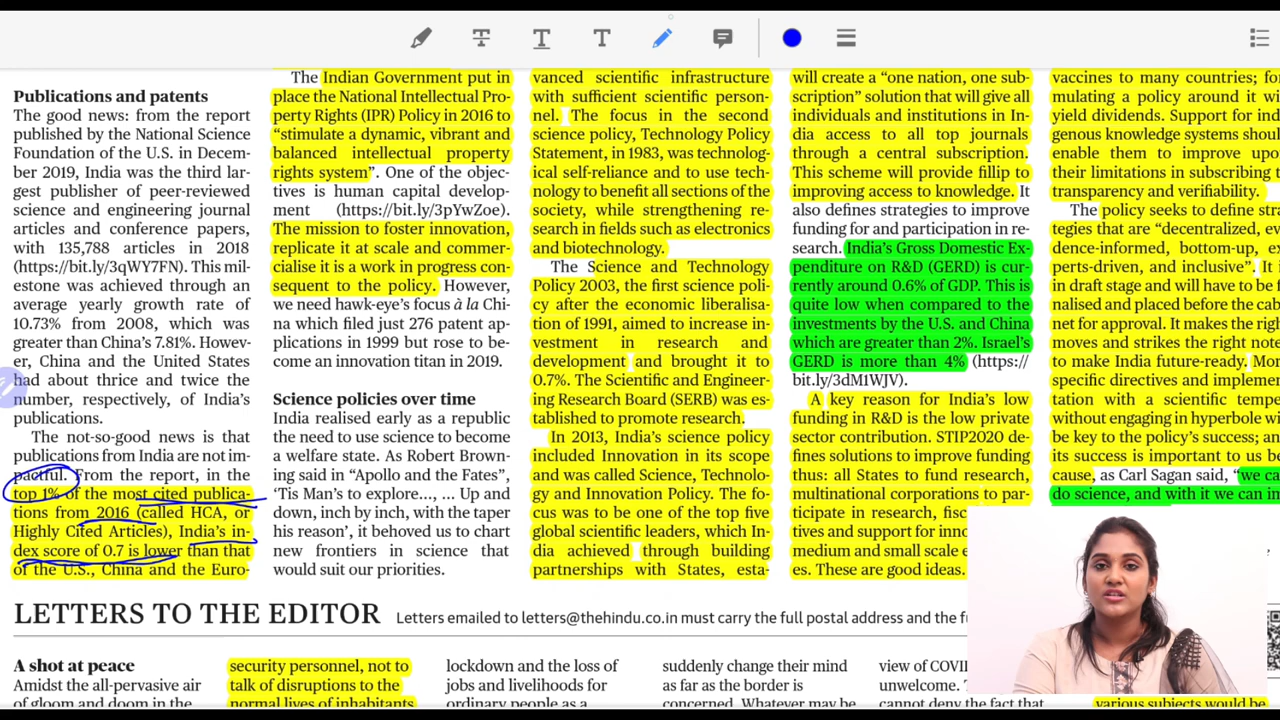 Publications and patents
The good news: from the report
published by the National Science
Foundation of the U.S. in Decem-
ber 2019, India was the third lar-
gest publisher of peer-reviewed
science and engineering journal
articles and conference papers,
with 135,788 articles in 2018
(https://bit.ly/3qWY7FN). This mil-
estone was achieved through an
average yearly growth rate of
10.73% from 2008, which was
greater than China’s 7.81%. Howev-
er, China and the United States
had about thrice and twice the
number, respectively, of India’s
publications.
The not-so-good news is that
publications from India are not im-
pactful. From the report, in the
top 1% of the most cited publica-
tions from 2016 (called HCA, or
Highly Cited Articles), India’s in-
dex score of 0.7 is lower than that
of the U.S., China and the Euro-
The Indian Government put in
place the National Intellectual Pro-
perty Rights (IPR) Policy in 2016 to
“stimulate a dynamic, vibrant and
balanced intellectual property
rights system”. One of the objec-
tives is human capital develop-
ment (https://bit.ly/3pYwZoe).
The mission to foster innovation,
replicate it at scale and commer-
cialise it is a work in progress con-
sequent to the policy. However,
we need hawk-eye’s focus à la Chi-
na which filed just 276 patent ap-
plications in 1999 but rose to be-
come an innovation titan in 2019.
Science policies over time
India realised early as a republic
the need to use science to become
a welfare state. As Robert Brown-
ing said in “Apollo and the Fates”,
‘Tis Man’s to explore..., ... Up and
down, inch by inch, with the taper
his reason’, it behoved us to chart
new frontiers in science that
would suit our priorities.
vanced scientific infrastructure
with sufficient scientific person-
nel. The focus in the second
science policy, Technology Policy
Statement, in 1983, was technolog-
ical self-reliance and to use tech-
nology to benefit all sections of the
society, while strengthening re-
search in fields such as electronics
and biotechnology.
The Science and Technology
Policy 2003, the first science poli-
cy after the economic liberalisa-
tion of 1991, aimed to increase in-
vestment in research and
development and brought it to
0.7%. The Scientific and Engineer-
ing Research Board (SERB) was es-
tablished to promote research.
In 2013, India’s science policy
included Innovation in its scope
and was called Science, Technolo-
gy and Innovation Policy. The fo-
cus was to be one of the top five
global scientific leaders, which In-
dia achieved through building
partnerships with States, esta-
will create a “one nation, one sub-
scription” solution that will give all
individuals and institutions in In-
dia access to all top journals
through a central subscription.
This scheme will provide fillip to
improving access to knowledge. It
also defines strategies to improve
funding for and participation in re-
search. India’s Gross Domestic Ex-
penditure on R&D (GERD) is cur-
rently around 0.6% of GDP. This is
quite low when compared to the
investments by the U.S. and China
which are greater than 2%. Israel’s
GERD is more than 4% (https://
bit.ly/3dM1WJV).
A key reason for India’s low
funding in R&D is the low private
sector contribution. STIP2020 de-
fines solutions to improve funding
thus: all States to fund research,
multinational corporations to par-
ticipate in research, fisc
tives and support for inno
medium and small scale e
es. These are good ideas.
vaccines to many countries; for
mulating a policy around it wi
yield dividends. Support for ind
genous knowledge systems shoul
enable them to improve upo
their limitations in subscribing t
transparency and verifiability.
The policy seeks to define stra
tegies that are “decentralized, ev
dence-informed, bottom-up, ex
perts-driven, and inclusive”. It i
in draft stage and will have to be f
nalised and placed before the cab
net for approval. It makes the righ
moves and strikes the right note
to make India future-ready. Mor
specific directives and implemen
tation with a scientific tempe
without engaging in hyperbole wi
be key to the policy’s success; an
its success is important to us be
cause, as Carl Sagan said, “we ca
do science, and with it we can im
LETTERS TO THE EDITOR Letters emailed to letters@thehindu.co.in must carry the full postal address and the fu
A shot at peace
Amidst the all-pervasive air
of gloom and doom in the
security personnel, not to
talk of disruptions to the
normal lives of inhabitants
lockdown and the loss of
jobs and livelihoods for
ordinary people as a
suddenly change their mind
as far as the border is
concerned. Whatever may be
view of COVI
unwelcome.
cannot deny the fact that
various subjects would be